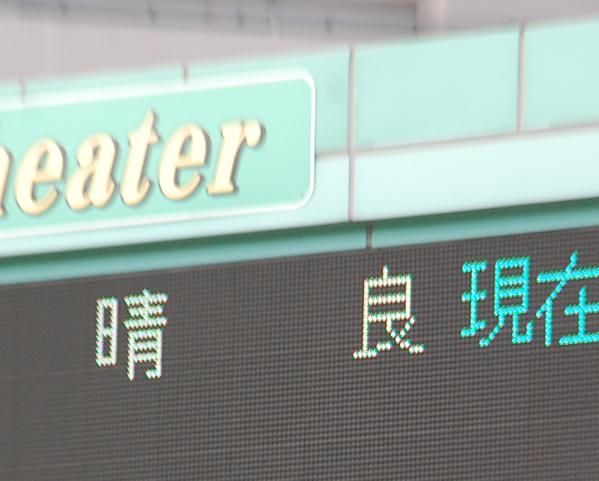 heater
晴 良 現在